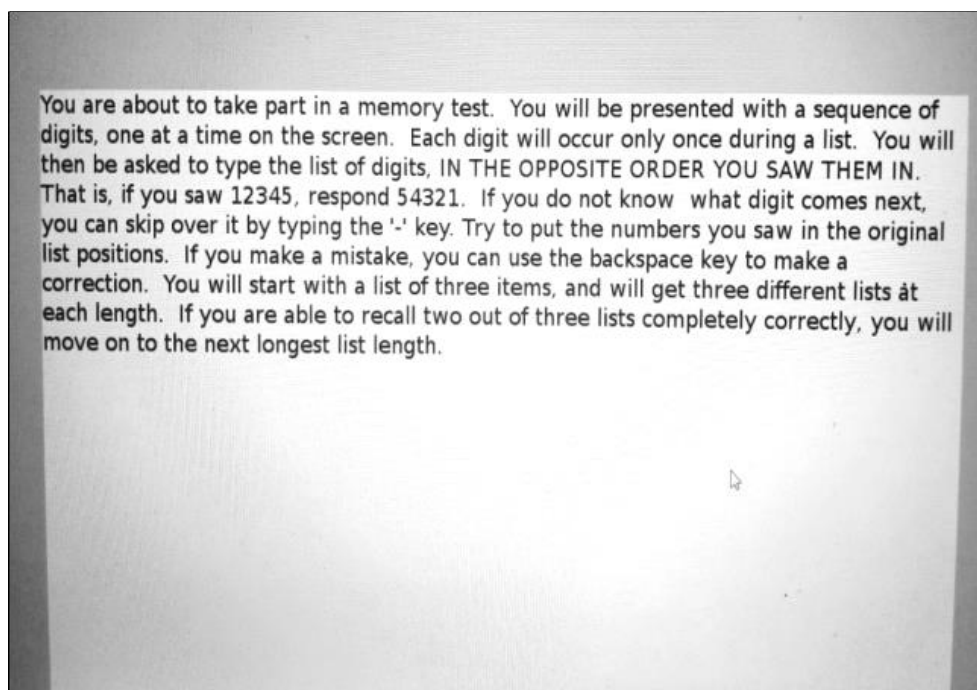 You are about to take part in a memory test.  You will be presented with a sequence of
digits, one at a time on the screen.  Each digit will occur only once during a list.  You will
then be asked to type the list of digits, IN THE OPPOSITE ORDER YOU SAW THEM IN.
That is, if you saw 12345, respond 54321.  If you do not know  what digit comes next,
you can skip over it by typing the '-' key. Try to put the numbers you saw in the original
list positions.  If you make a mistake, you can use the backspace key to make a
correction.  You will start with a list of three items, and will get three different lists at
each length.  If you are able to recall two out of three lists completely correctly, you will
move on to the next longest list length.